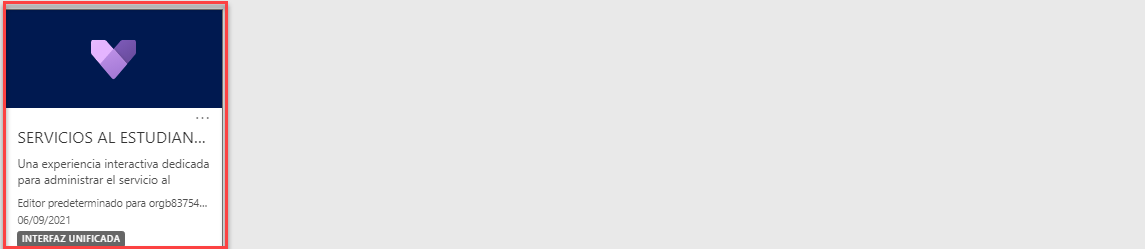 ...
SERVICIOS AL ESTUDIAN...
Una experiencia interactiva dedicada
para administrar el servicio al
Editor predeterminado para orgb83754...
06/09/2021
INTERFAZ UNIFICADA